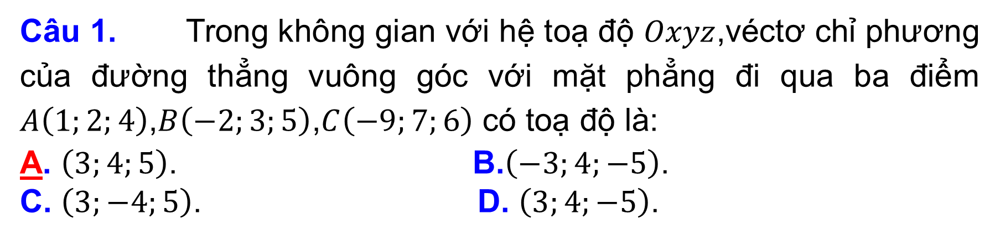 Câu 1. Trong không gian với hệ toạ độ Oxyz,véctơ chỉ phương
của đường thẳng vuông góc với mặt phẳng đi qua ba điểm
A(1; 2; 4),B(−2; 3; 5),C(−9; 7; 6) có toạ độ là:
A. (3; 4; 5). B.(−3; 4; −5).
C. (3; −4; 5). D. (3; 4; −5).